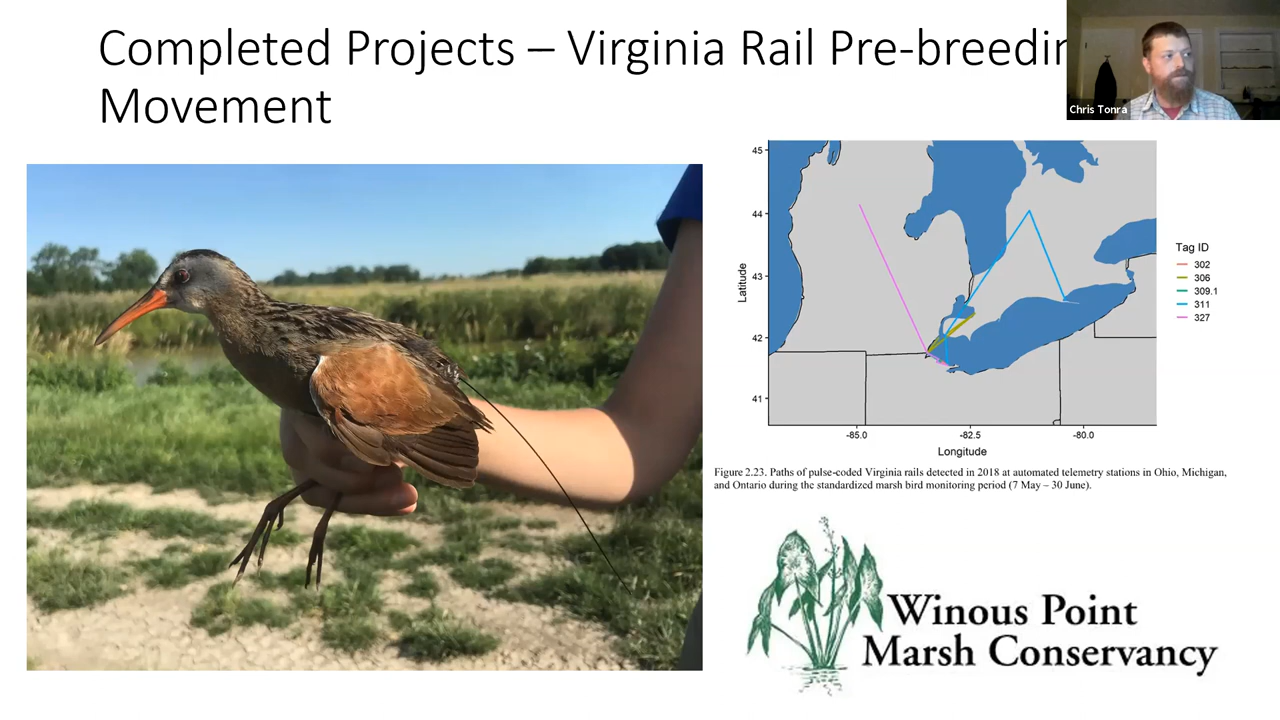 Completed Projects – Virginia Rail Pre-breedin
Movement
Chris Tonra
45
44
43
42
41
Latitude
-85.0
-82.5
-80.0
Longitude
Tag ID
302
306
309.1
311
327
Figure 2.23. Paths of pulse-coded Virginia rails detected in 2018 at automated telemetry stations in Ohio, Michigan,
and Ontario during the standardized marsh bird monitoring period (7 May – 30 June).
Winous Point
Marsh Conservancy